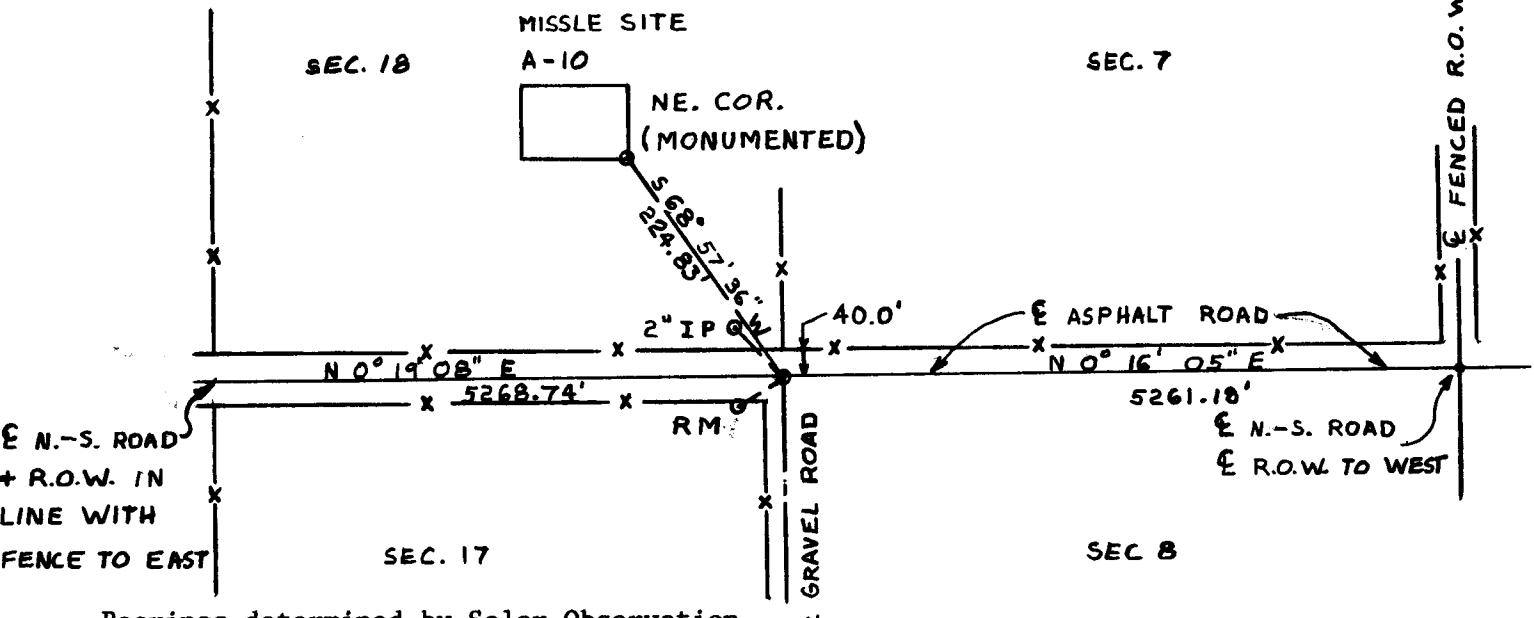 MISSLE SITE
A-10
SEC. 18
SEC. 7
NE. COR.
(MONUMENTED)
℄ FENCED R.O.W
S 68° 57' 36" W
224.83'
2" IP
40.0'
℄ ASPHALT ROAD
N 0° 19' 08" E
5268.74'
N 0° 16' 05" E
5261.18'
RM
℄ N.-S. ROAD
+ R.O.W. IN
LINE WITH
FENCE TO EAST
℄ N.-S. ROAD
℄ R.O.W. TO WEST
GRAVEL ROAD
SEC. 17
SEC 8
Bearings determined by Solar Observation